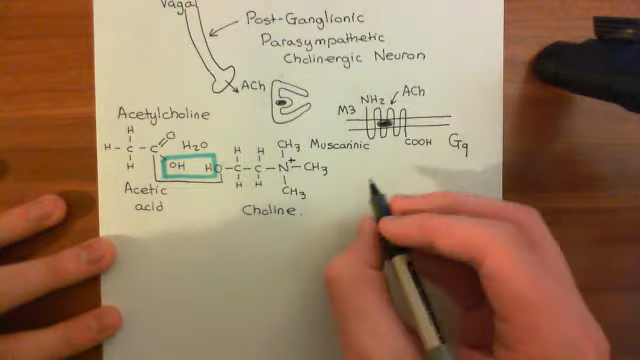 Vagal
Post-Ganglionic
Parasympathetic
Cholinergic Neuron
ACh
ACh
NH2
M3
COOH
Gq
Muscarinic
Acetylcholine
H
H - C - C
O
H
OH
H2O
HO - C - C - N - CH3
H H
H H
+
CH3
CH3
Acetic
acid
Choline.